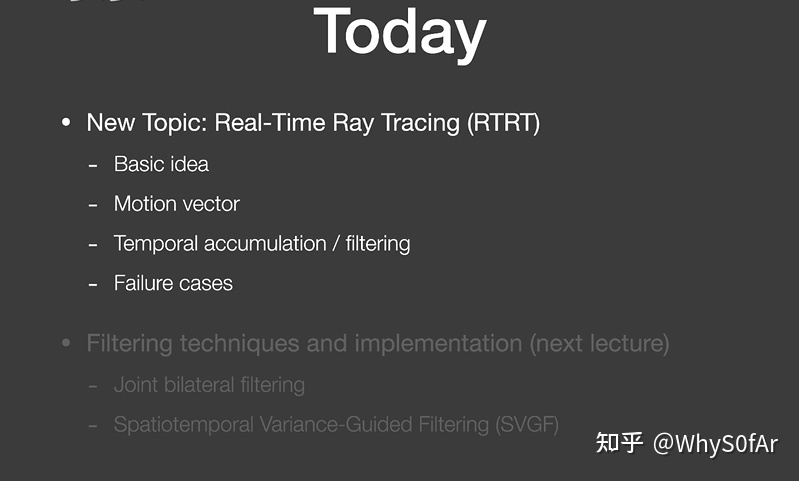 Today
• New Topic: Real-Time Ray Tracing (RTRT)
- Basic idea
- Motion vector
- Temporal accumulation / filtering
- Failure cases
• Filtering techniques and implementation (next lecture)
- Joint bilateral filtering
- Spatiotemporal Variance-Guided Filtering (SVGF)
知乎 @WhyS0fAr